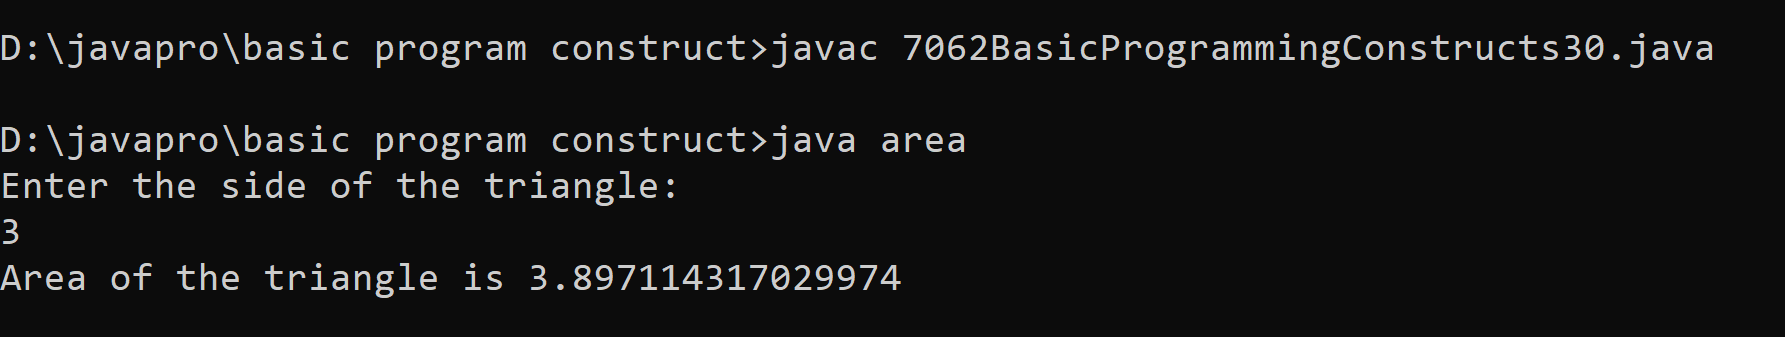 D:\javapro\basic program construct>javac 7062BasicProgrammingConstructs30.java
D:\javapro\basic program construct>java area
Enter the side of the triangle:
3
Area of the triangle is 3.897114317029974